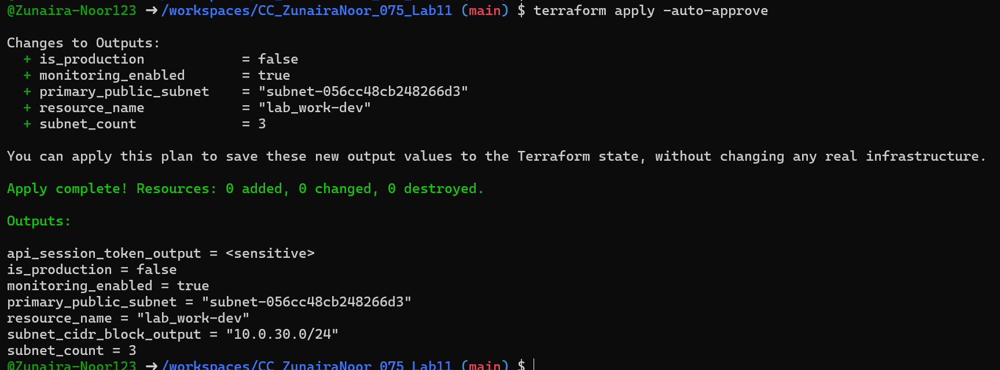 @Zunaira-Noor123 ➜ /workspaces/CC_ZunairaNoor_075_Lab11 (main) $ terraform apply -auto-approve
Changes to Outputs:
+ is_production = false
+ monitoring_enabled = true
+ primary_public_subnet = "subnet-056cc48cb248266d3"
+ resource_name = "lab_work-dev"
+ subnet_count = 3
You can apply this plan to save these new output values to the Terraform state, without changing any real infrastructure.
Apply complete! Resources: 0 added, 0 changed, 0 destroyed.
Outputs:
api_session_token_output = <sensitive>
is_production = false
monitoring_enabled = true
primary_public_subnet = "subnet-056cc48cb248266d3"
resource_name = "lab_work-dev"
subnet_cidr_block_output = "10.0.30.0/24"
subnet_count = 3
@Zunaira-Noor123 ➜ /workspaces/CC_ZunairaNoor_075_Lab11 (main) $